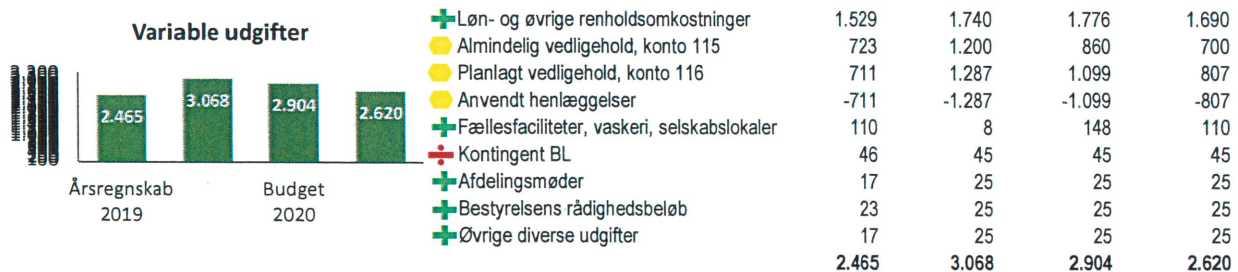 Variable udgifter
2.465 3.068 2.904 2.620
Årsregnskab Budget
2019 2020
Løn- og øvrige renholdsomkostninger 1.529 1.740 1.776 1.690
Almindelig vedligehold, konto 115 723 1.200 860 700
Planlagt vedligehold, konto 116 711 1.287 1.099 807
Anvendt henlæggelser -711 -1.287 -1.099 -807
Fællesfaciliteter, vaskeri, selskabslokaler 110 8 148 110
Kontingent BL 46 45 45 45
Afdelingsmøder 17 25 25 25
Bestyrelsens rådighedsbeløb 23 25 25 25
Øvrige diverse udgifter 17 25 25 25
2.465 3.068 2.904 2.620